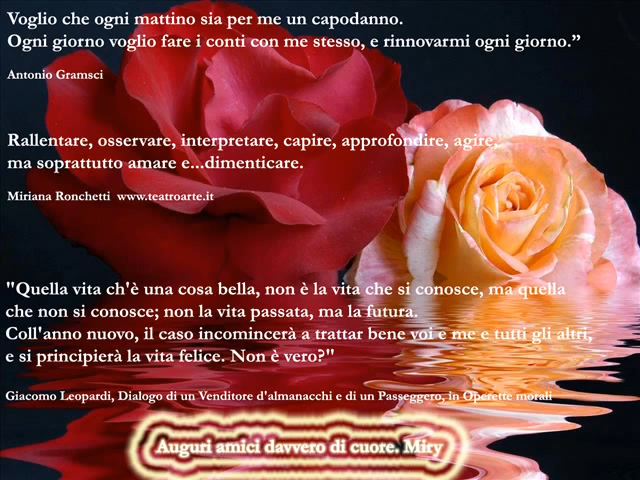 Voglio che ogni mattino sia per me un capodanno.
Ogni giorno voglio fare i conti con me stesso, e rinnovarmi ogni giorno.”
Antonio Gramsci
Rallentare, osservare, interpretare, capire, approfondire, agire,
ma soprattutto amare e...dimenticare.
Miriana Ronchetti  www.teatroarte.it
"Quella vita ch'è una cosa bella, non è la vita che si conosce, ma quella
che non si conosce; non la vita passata, ma la futura.
Coll'anno nuovo, il caso incomincerà a trattar bene voi e me e tutti gli altri,
e si principierà la vita felice. Non è vero?"
Giacomo Leopardi, Dialogo di un Venditore d'almanacchi e di un Passeggero, in Operette morali
Auguri amici davvero di cuore. Miry